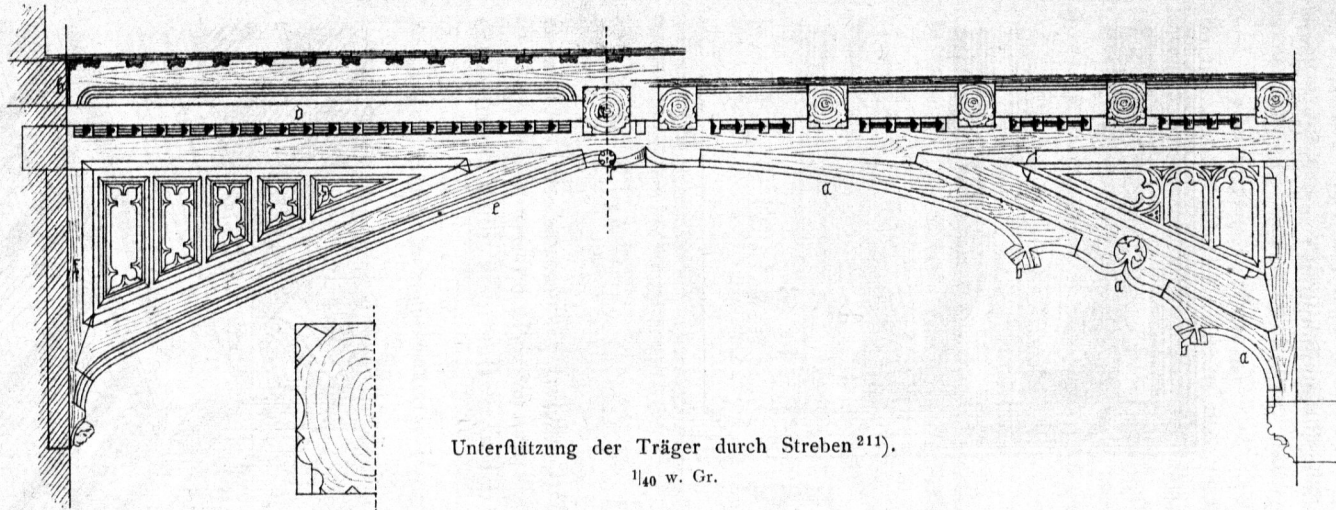 b
d
e
a
a
a
Unterſtützung der Träger durch Streben 211).
1|40 w. Gr.